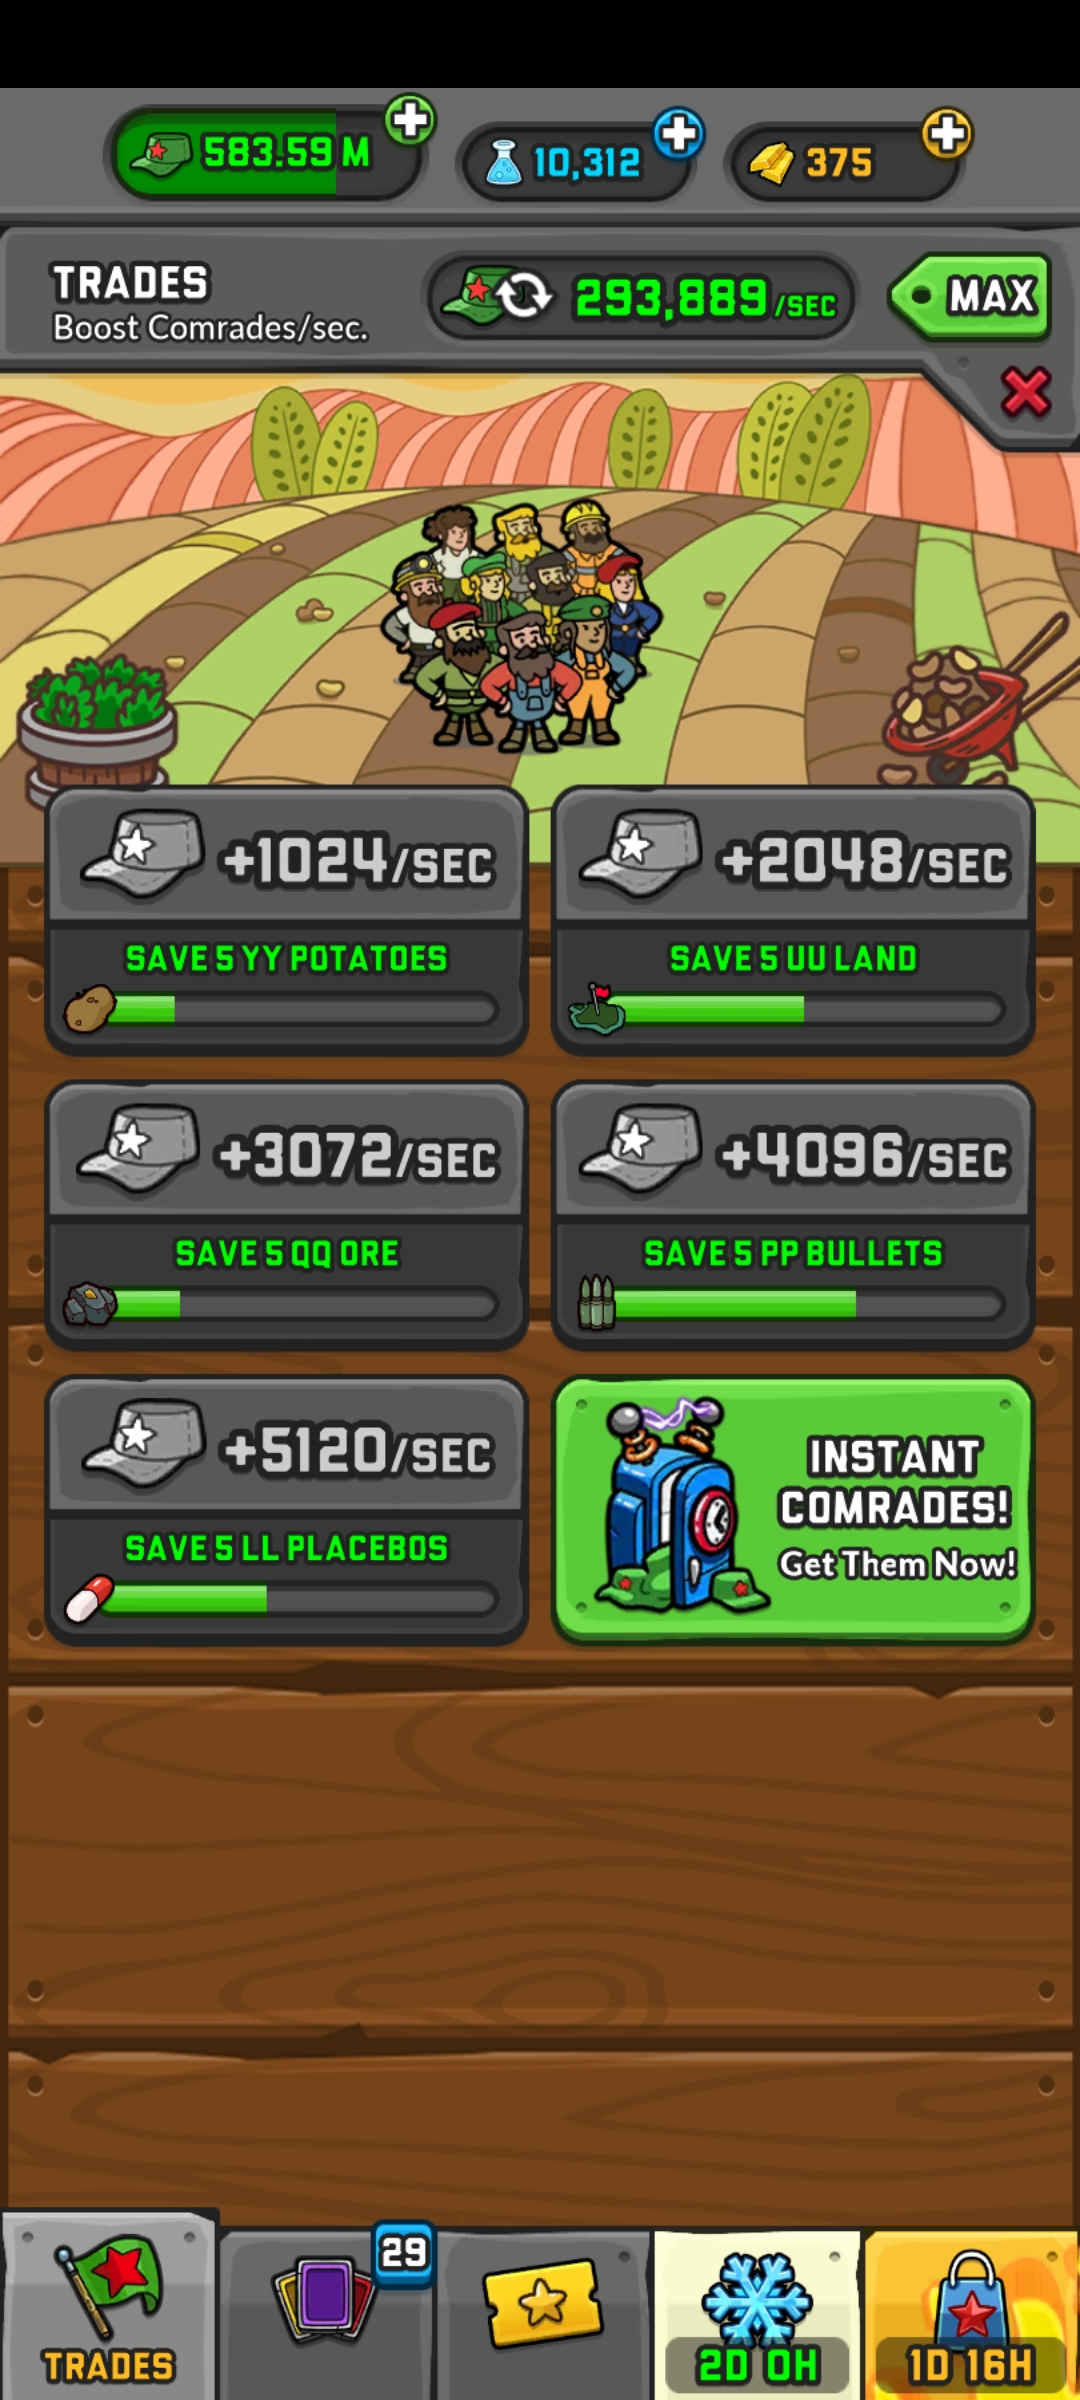 583.59 M
10,312
375
TRADES
Boost Comrades/sec.
293,889/SEC
MAX
+1024/SEC
SAVE 5 YY POTATOES
+2048/SEC
SAVE 5 UU LAND
+3072/SEC
SAVE 5 QQ ORE
+4096/SEC
SAVE 5 PP BULLETS
+5120/SEC
SAVE 5 LL PLACEBOS
INSTANT
COMRADES!
Get Them Now!
29
TRADES
2D 0H
1D 16H